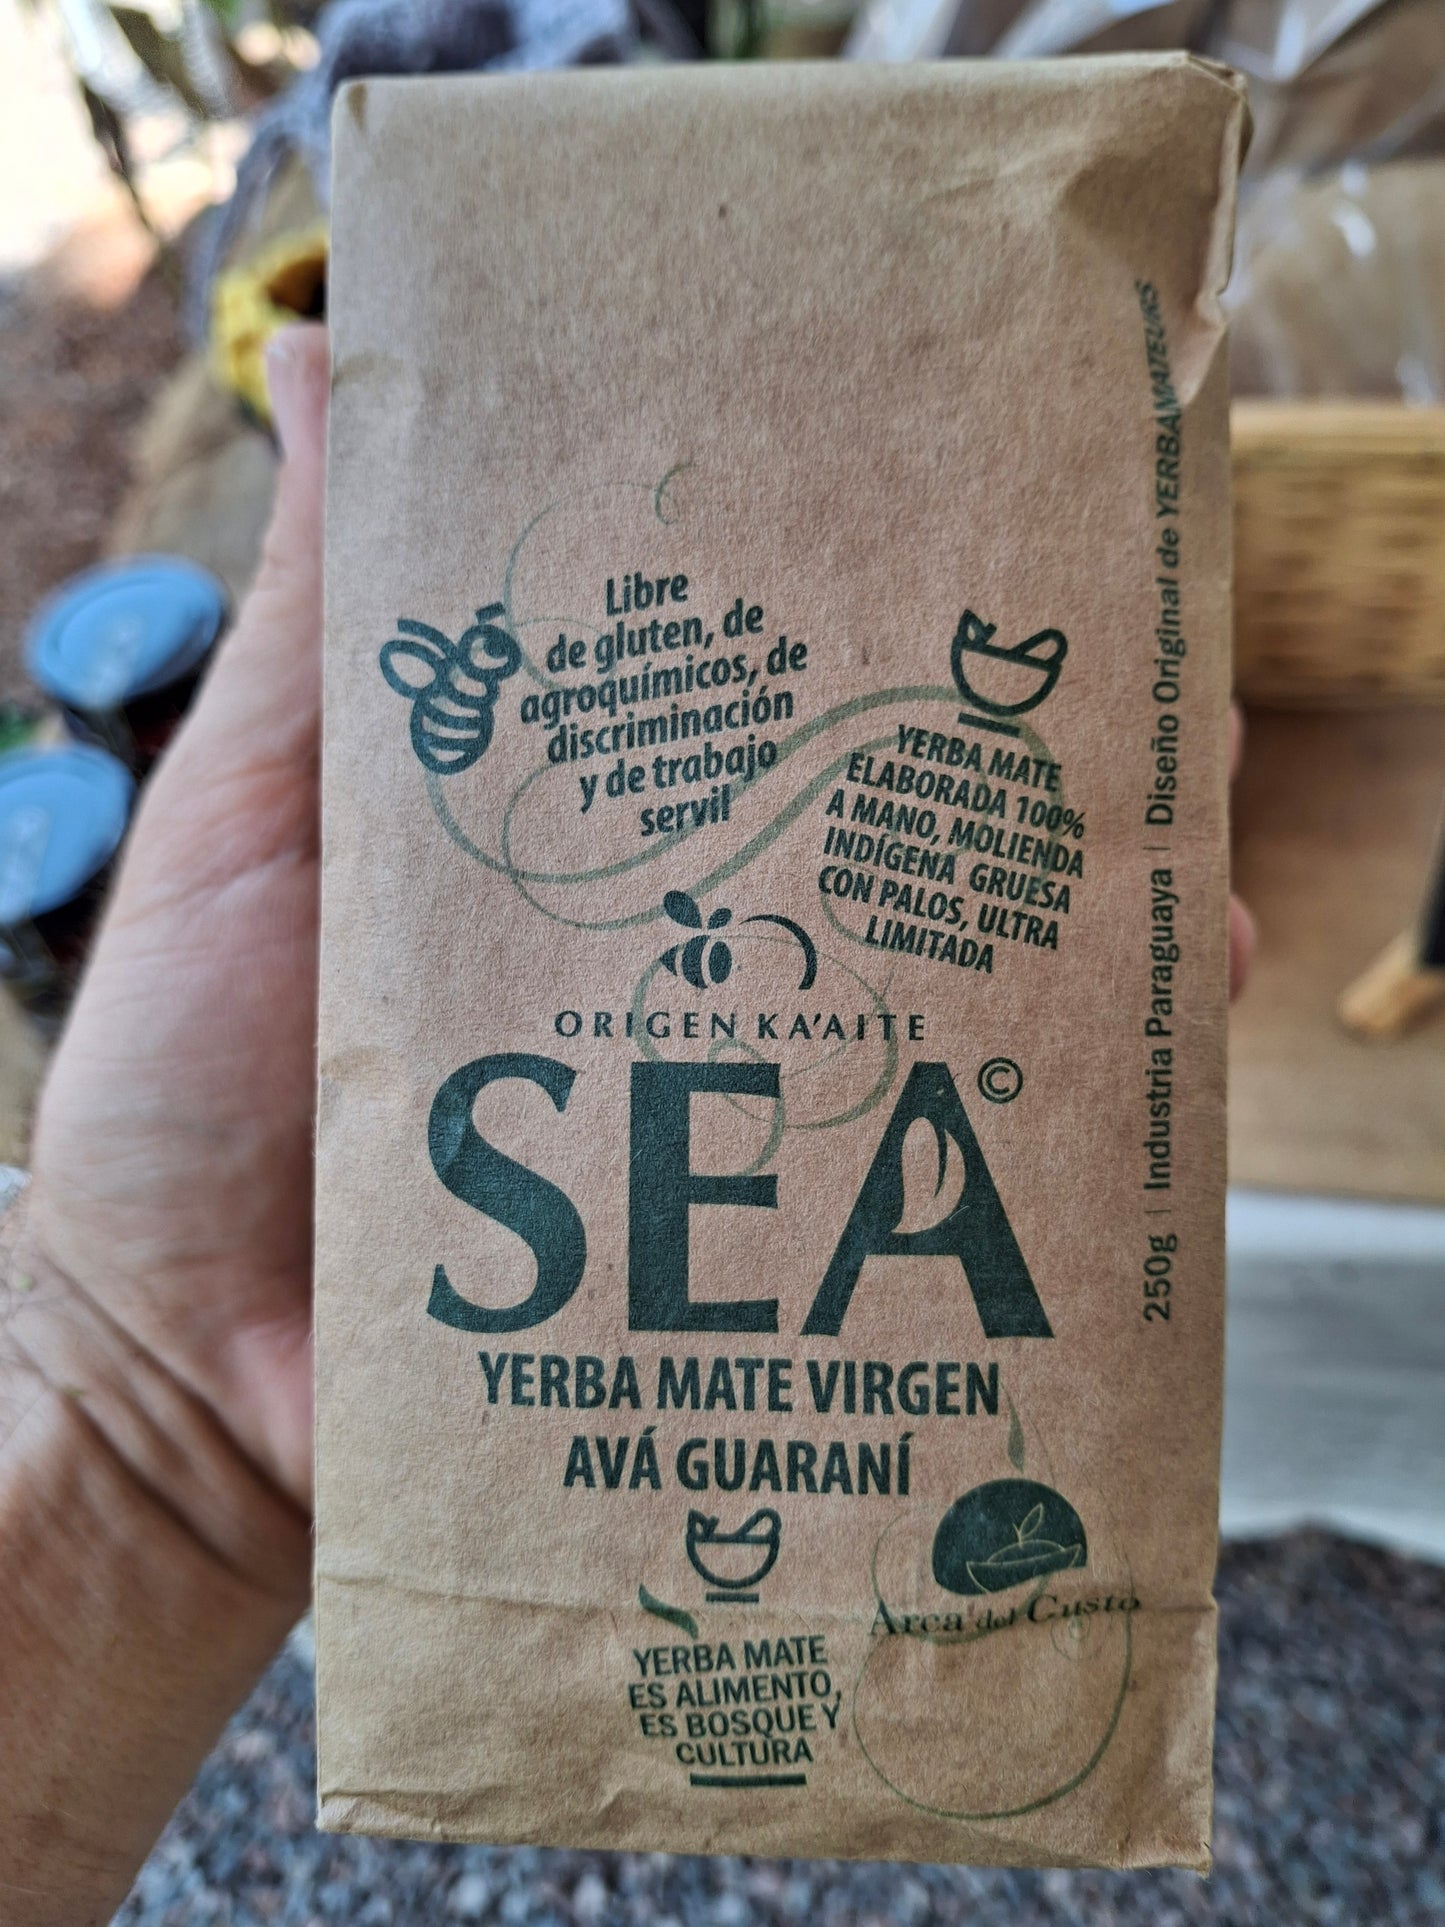 Libre
de gluten, de
agroquímicos, de
discriminación
y de trabajo
servil
YERBA MATE
ELABORADA 100%
A MANO, MOLIENDA
INDÍGENA GRUESA
CON PALOS, ULTRA
LIMITADA
ORIGEN KA'AITE
SEA©
YERBA MATE VIRGEN
AVÁ GUARANÍ
YERBA MATE
ES ALIMENTO,
ES BOSQUE Y
CULTURA
Arca del Custo
250g | Industria Paraguaya | Diseño Original de YERBAMATEURS